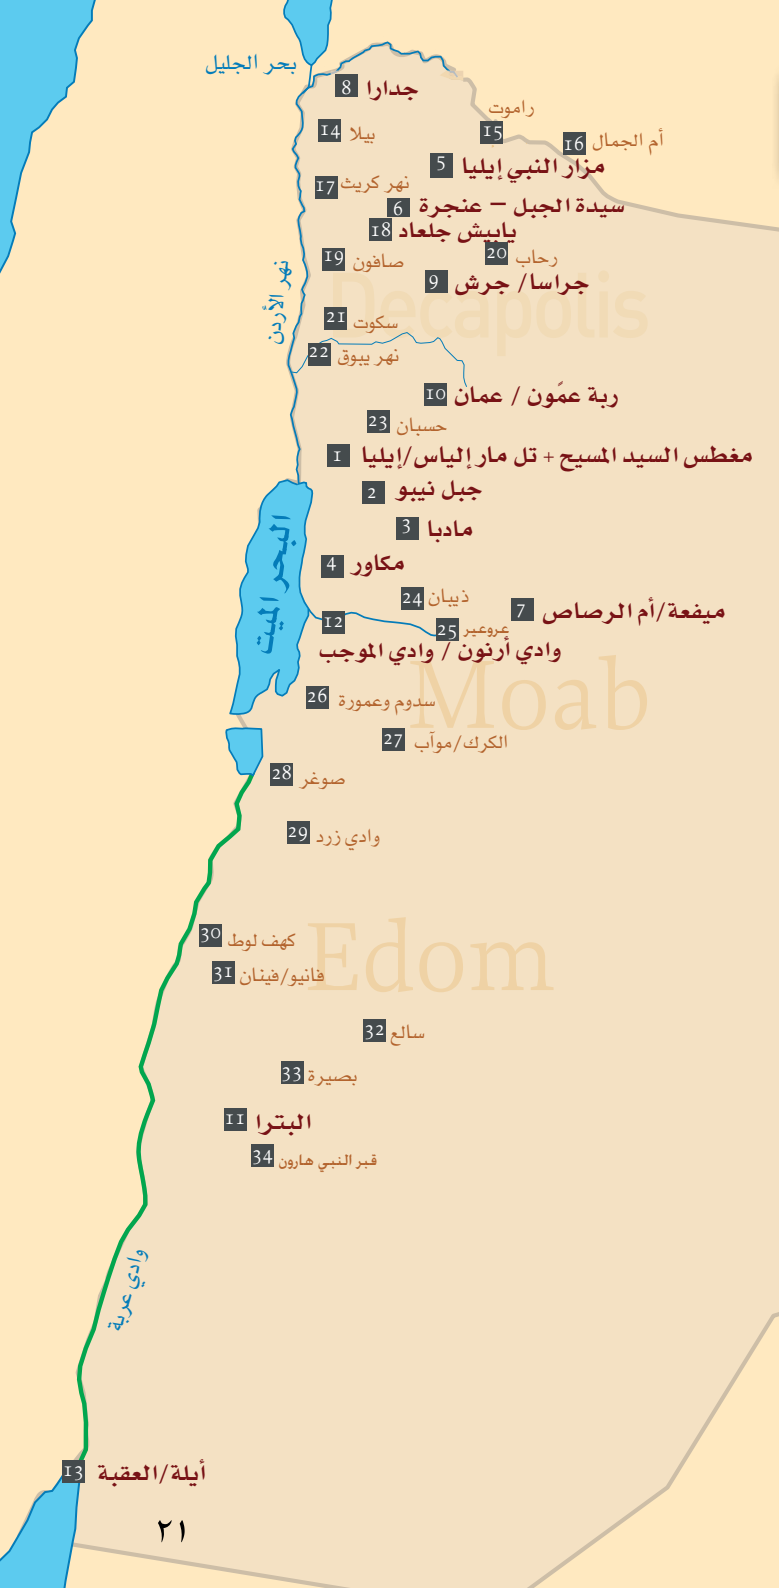 بحر الجليل
8 جدارا
راموت
15
14 بيلا
16 أم الجمال
5 مزار النبي إيليا
17 نهر كريث
6 سيدة الجبل – عنجرة
18 يابيش جلعاد
20 رحاب
19 صافون
9 جراسا/ جرش
Decapolis
نهر الأردن
21 سكوت
22 نهر يبوق
10 ربة عمّون / عمان
23 حسبان
1 مغطس السيد المسيح + تل مار إلياس/إيليا
2 جبل نيبو
3 مادبا
البحر الميت
4 مكاور
24 ذيبان
7 ميفعة/أم الرصاص
12
25 عروعير
وادي أرنون / وادي الموجب
Moab
26 سدوم وعمورة
27 الكرك/موآب
28 صوغر
29 وادي زرد
30 كهف لوط
Edom
31 فانيو/فينان
32 سالع
33 بصيرة
11 البترا
34 قبر النبي هارون
وادي عربة
13 أيلة/العقبة
٢١